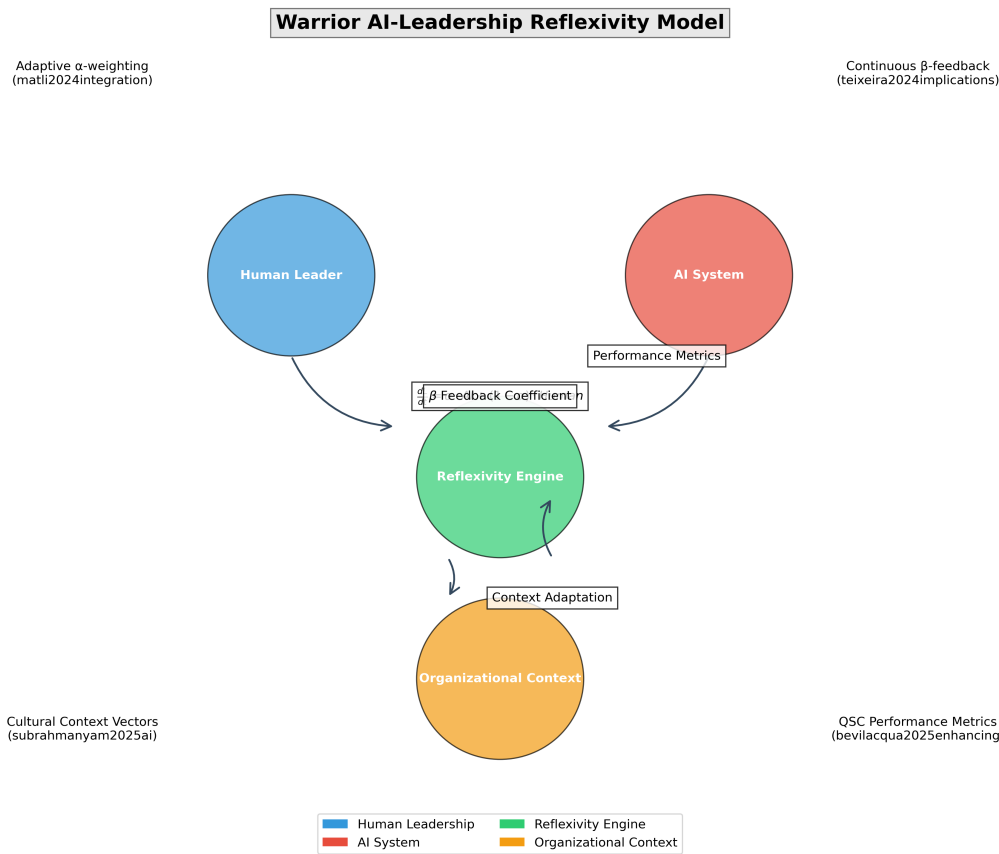 Warrior AI-Leadership Reflexivity Model
Adaptive α-weighting
(matli2024integration)
Continuous β-feedback
(teixeira2024implications)
Human Leader
AI System
Performance Metrics
β Feedback Coefficient
Reflexivity Engine
Context Adaptation
Organizational Context
Cultural Context Vectors
(subrahmanyam2025ai)
QSC Performance Metrics
(bevilacqua2025enhancing
Human Leadership
AI System
Reflexivity Engine
Organizational Context